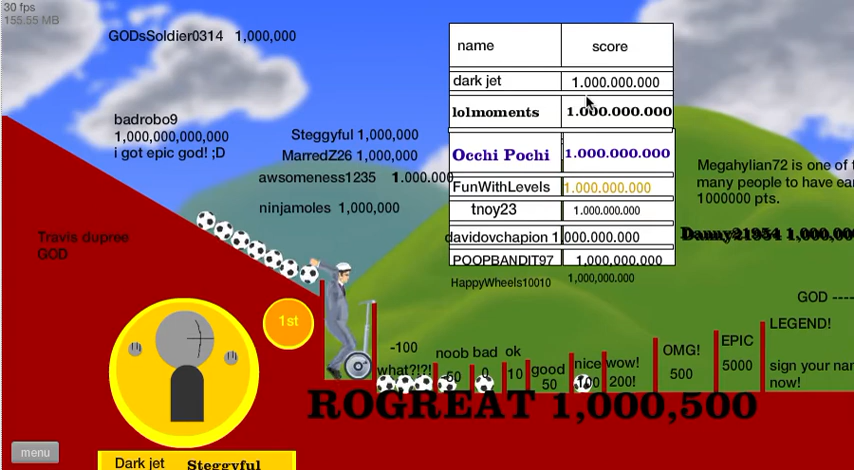 30 fps
155.55 MB
GODsSoldier0314 1,000,000
name score
dark jet 1.000.000.000
lolmoments 1.000.000.000
Occhi Pochi 1.000.000.000
FunWithLevels 1.000.000.000
tnoy23 1.000.000.000
davidovchapion 1.000.000.000
POOPBANDIT97 1,000,000.000
HappyWheels10010 1,000,000.000
badrobo9
1,000,000,000,000
i got epic god! ;D
Steggyful 1,000,000
MarredZ26 1,000,000
awsomeness1235 1.000.000
ninjamoles 1,000,000
Megahylian72 is one of t
many people to have ear
1000000 pts.
Danny21954 1,000,00
Travis dupree
GOD
1st
GOD ----
LEGEND!
sign your nar
now!
-100
what?!?!
noob
-50
bad
0
ok
10
good
50
nice
100
wow!
200!
OMG!
500
EPIC
5000
ROGREAT 1,000,500
menu
Dark jet Steggyful